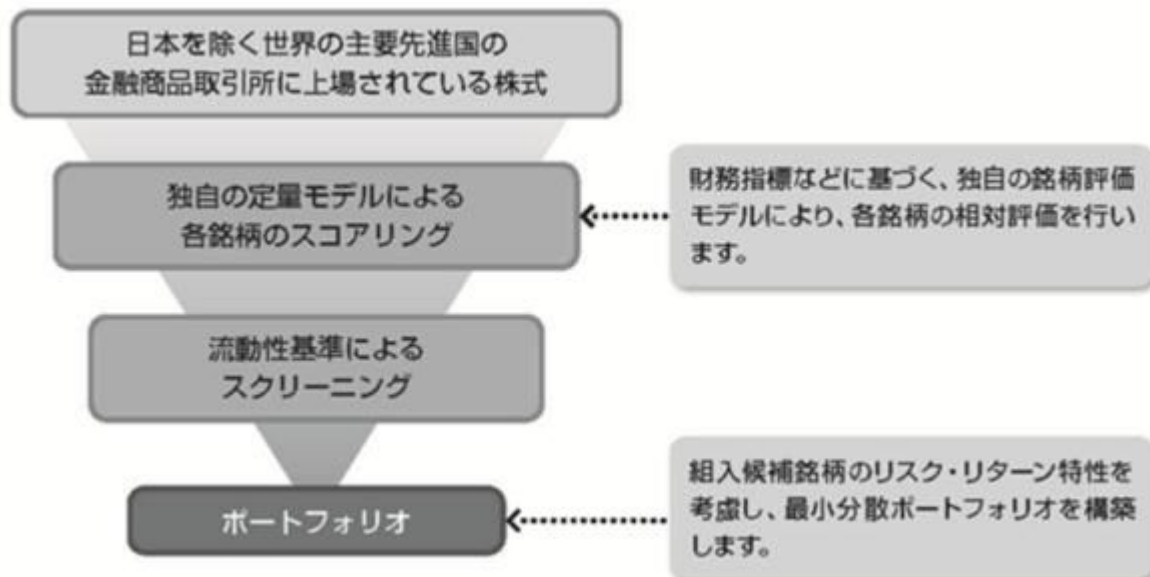 日本を除く世界の主要先進国の
金融商品取引所に上場されている株式
独自の定量モデルによる
各銘柄のスコアリング
財務指標などに基づく、独自の銘柄評価
モデルにより、各銘柄の相対評価を行い
ます。
流動性基準による
スクリーニング
ポートフォリオ
組入候補銘柄のリスク・リターン特性を
考慮し、最小分散ポートフォリオを構築
します。